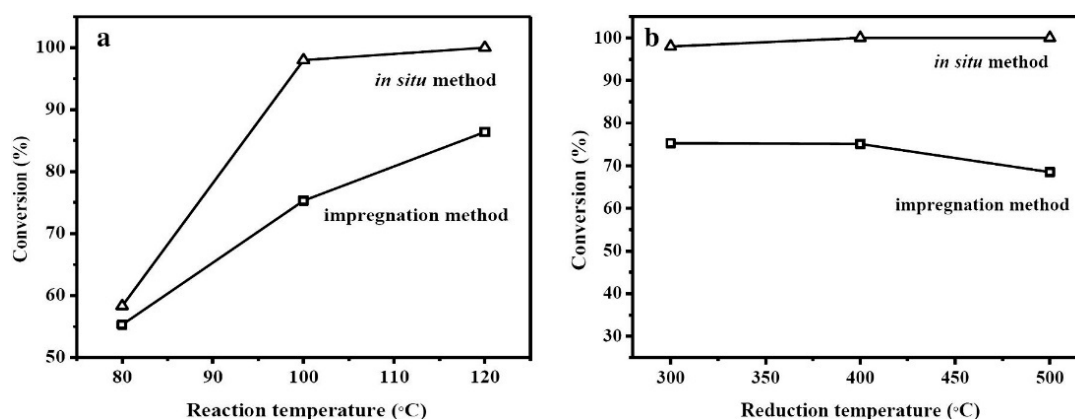 a
100
90
80
70
60
50
Conversion (%)
in situ method
impregnation method
80 90 100 110 120
Reaction temperature (◦C)
b
100
90
80
70
60
50
40
30
Conversion (%)
in situ method
impregnation method
300 350 400 450 500
Reduction temperature (◦C)